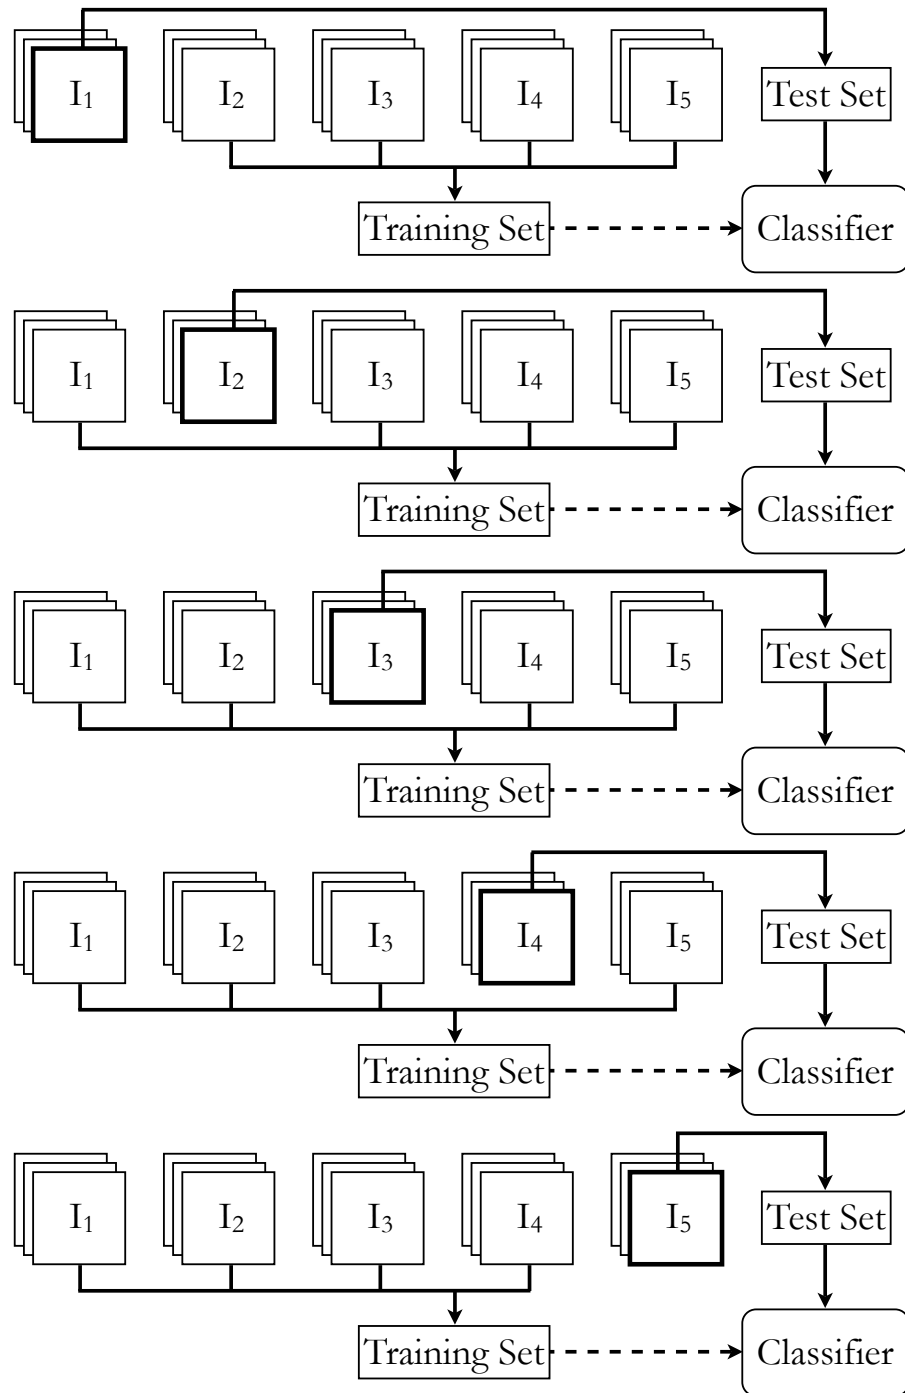 I₁ I₂ I₃ I₄ I₅ Test Set
Training Set Classifier
I₁ I₂ I₃ I₄ I₅ Test Set
Training Set Classifier
I₁ I₂ I₃ I₄ I₅ Test Set
Training Set Classifier
I₁ I₂ I₃ I₄ I₅ Test Set
Training Set Classifier
I₁ I₂ I₃ I₄ I₅ Test Set
Training Set Classifier